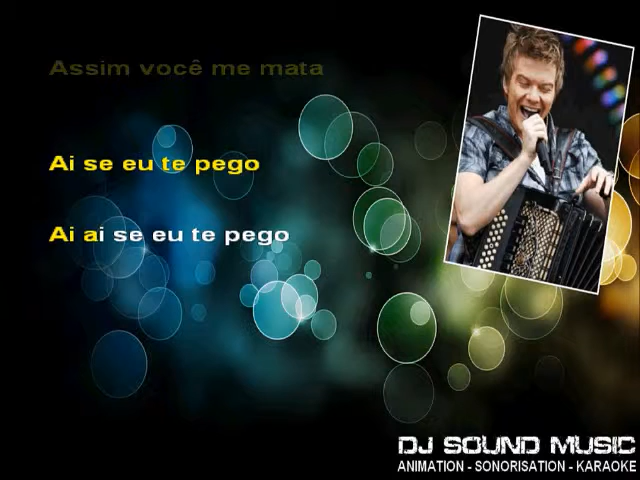 Assim você me mata
Ai se eu te pego
Ai ai se eu te pego
DJ SOUND MUSIC
ANIMATION - SONORISATION - KARAOKE